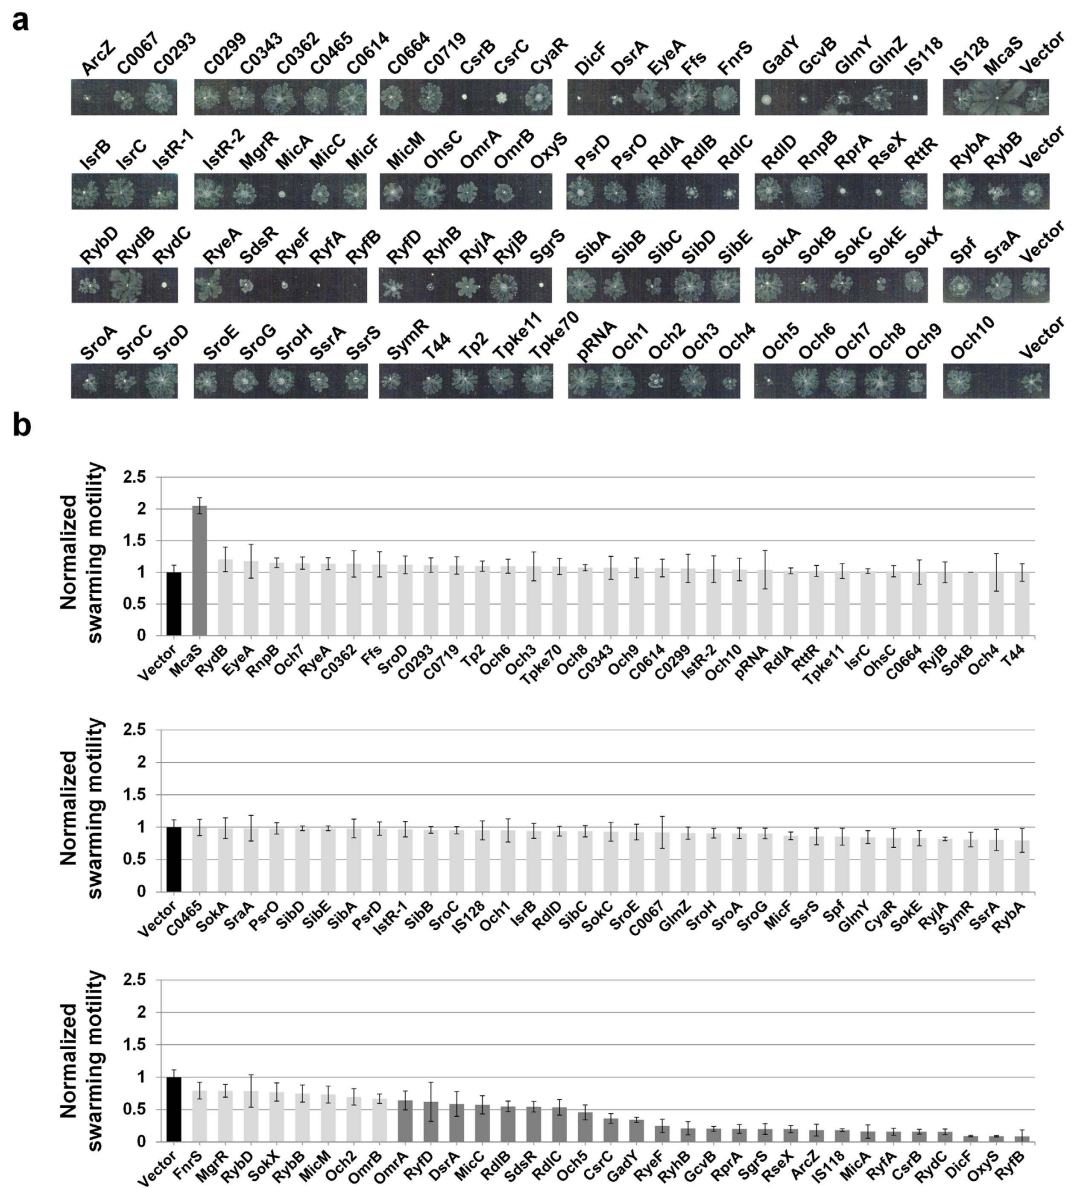 a
ArcZ C0067 C0293 C0299 C0343 C0362 C0465 C0614 C0664 C0719 CsrB CsrC CyaR DicF DsrA EyeA Ffs FnrS GadY GcvB GlmY GlmZ IS118 IS128 McaS Vector
IsrB IsrC IstR-1 IstR-2 MgrR MicA MicC MicF MicM OhsC OmrA OmrB OxyS PsrD PsrO RdlA RdlB RdlC RdlD RnpB RprA RseX RttR RybA RybB Vector
RybD RydB RydC RyeA SdsR RyeF RyfA RyfB RyfD RyhB RyjA RyjB SgrS SibA SibB SibC SibD SibE SokA SokB SokC SokE SokX Spf SraA Vector
SroA SroC SroD SroE SroG SroH SsrA SsrS SymR T44 Tp2 Tpke11 Tpke70 pRNA Och1 Och2 Och3 Och4 Och5 Och6 Och7 Och8 Och9 Och10 Vector
b
Normalized
swarming motility
2.5
2
1.5
1
0.5
0
Vector McaS RydB EyeA RnpB Och7 RyeA C0362 Ffs SroD C0293 C0719 Tp2 Och6 Och3 Tpke70 Och8 C0343 Och9 C0614 C0299 IstR-2 Och10 pRNA RdlA RttR Tpke11 IsrC OhsC C0664 RyjB SokB Och4 T44
Normalized
swarming motility
2.5
2
1.5
1
0.5
0
Vector C0465 SokA SraA PsrO SibD SibE SibA PsrD IstR-1 SibB SroC IS128 Och1 IsrB RdlD SibC SokC SroE C0067 GlmZ SroH SroA SroG MicF SsrS Spf GlmY CyaR SokE RyjA SymR SsrA RybA
Normalized
swarming motility
2.5
2
1.5
1
0.5
0
Vector FnrS MgrR RybD SokX RybB MicM Och2 OmrB OmrA RyfD DsrA MicC RdlB SdsR RdlC Och5 CsrC GadY RyeF RyhB GcvB RprA SgrS RseX ArcZ IS118 MicA RyfA CsrB RydC DicF OxyS RyfB